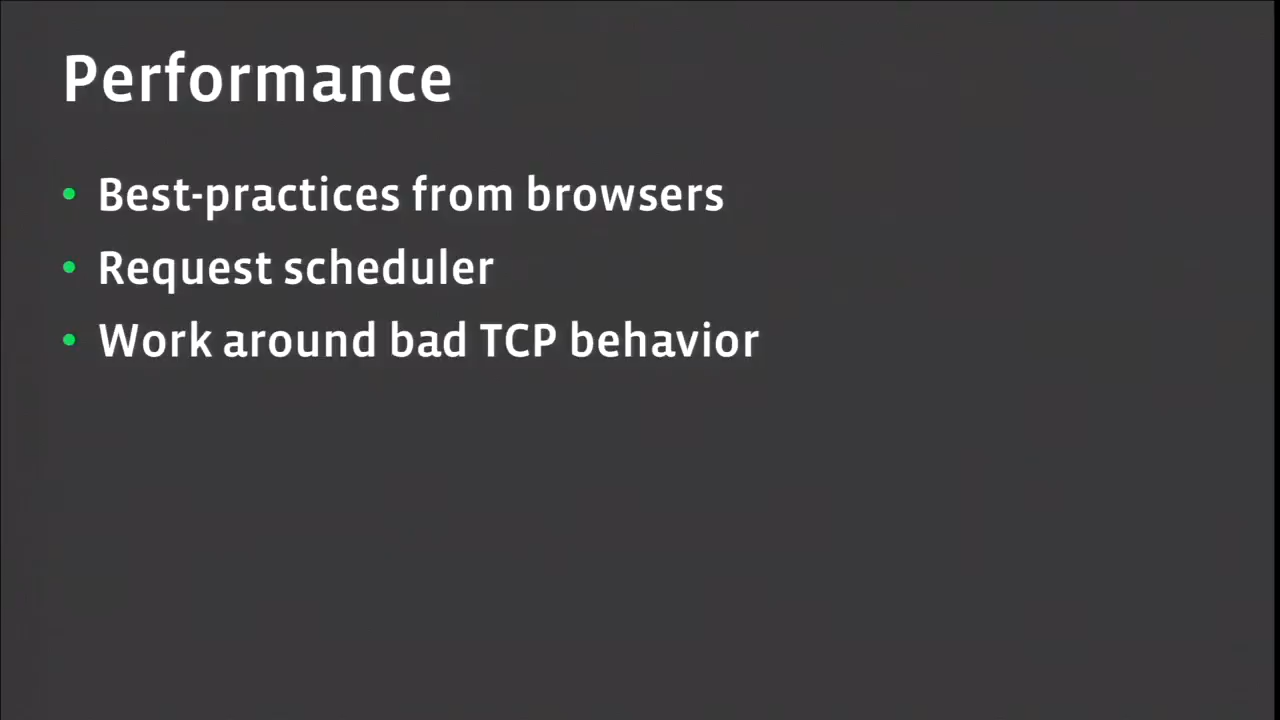 Performance
• Best-practices from browsers
• Request scheduler
• Work around bad TCP behavior